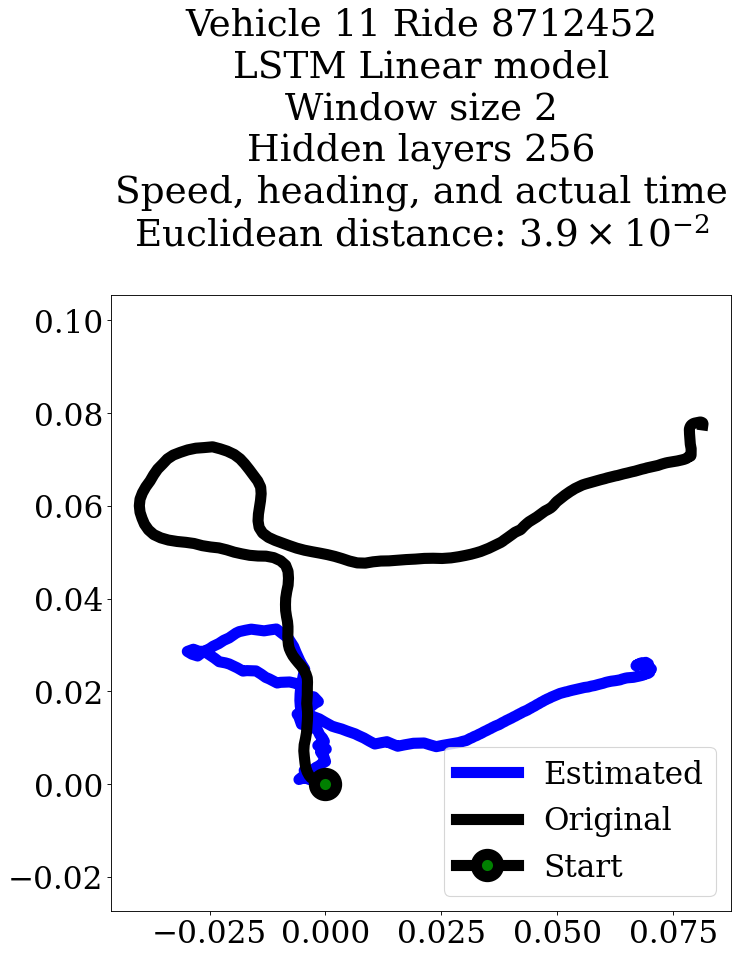 Vehicle 11 Ride 8712452
LSTM Linear model
Window size 2
Hidden layers 256
Speed, heading, and actual time
Euclidean distance: 3.9 × 10⁻²
0.10
0.08
0.06
0.04
0.02
0.00
−0.02
Estimated
Original
Start
−0.025 0.000 0.025 0.050 0.075